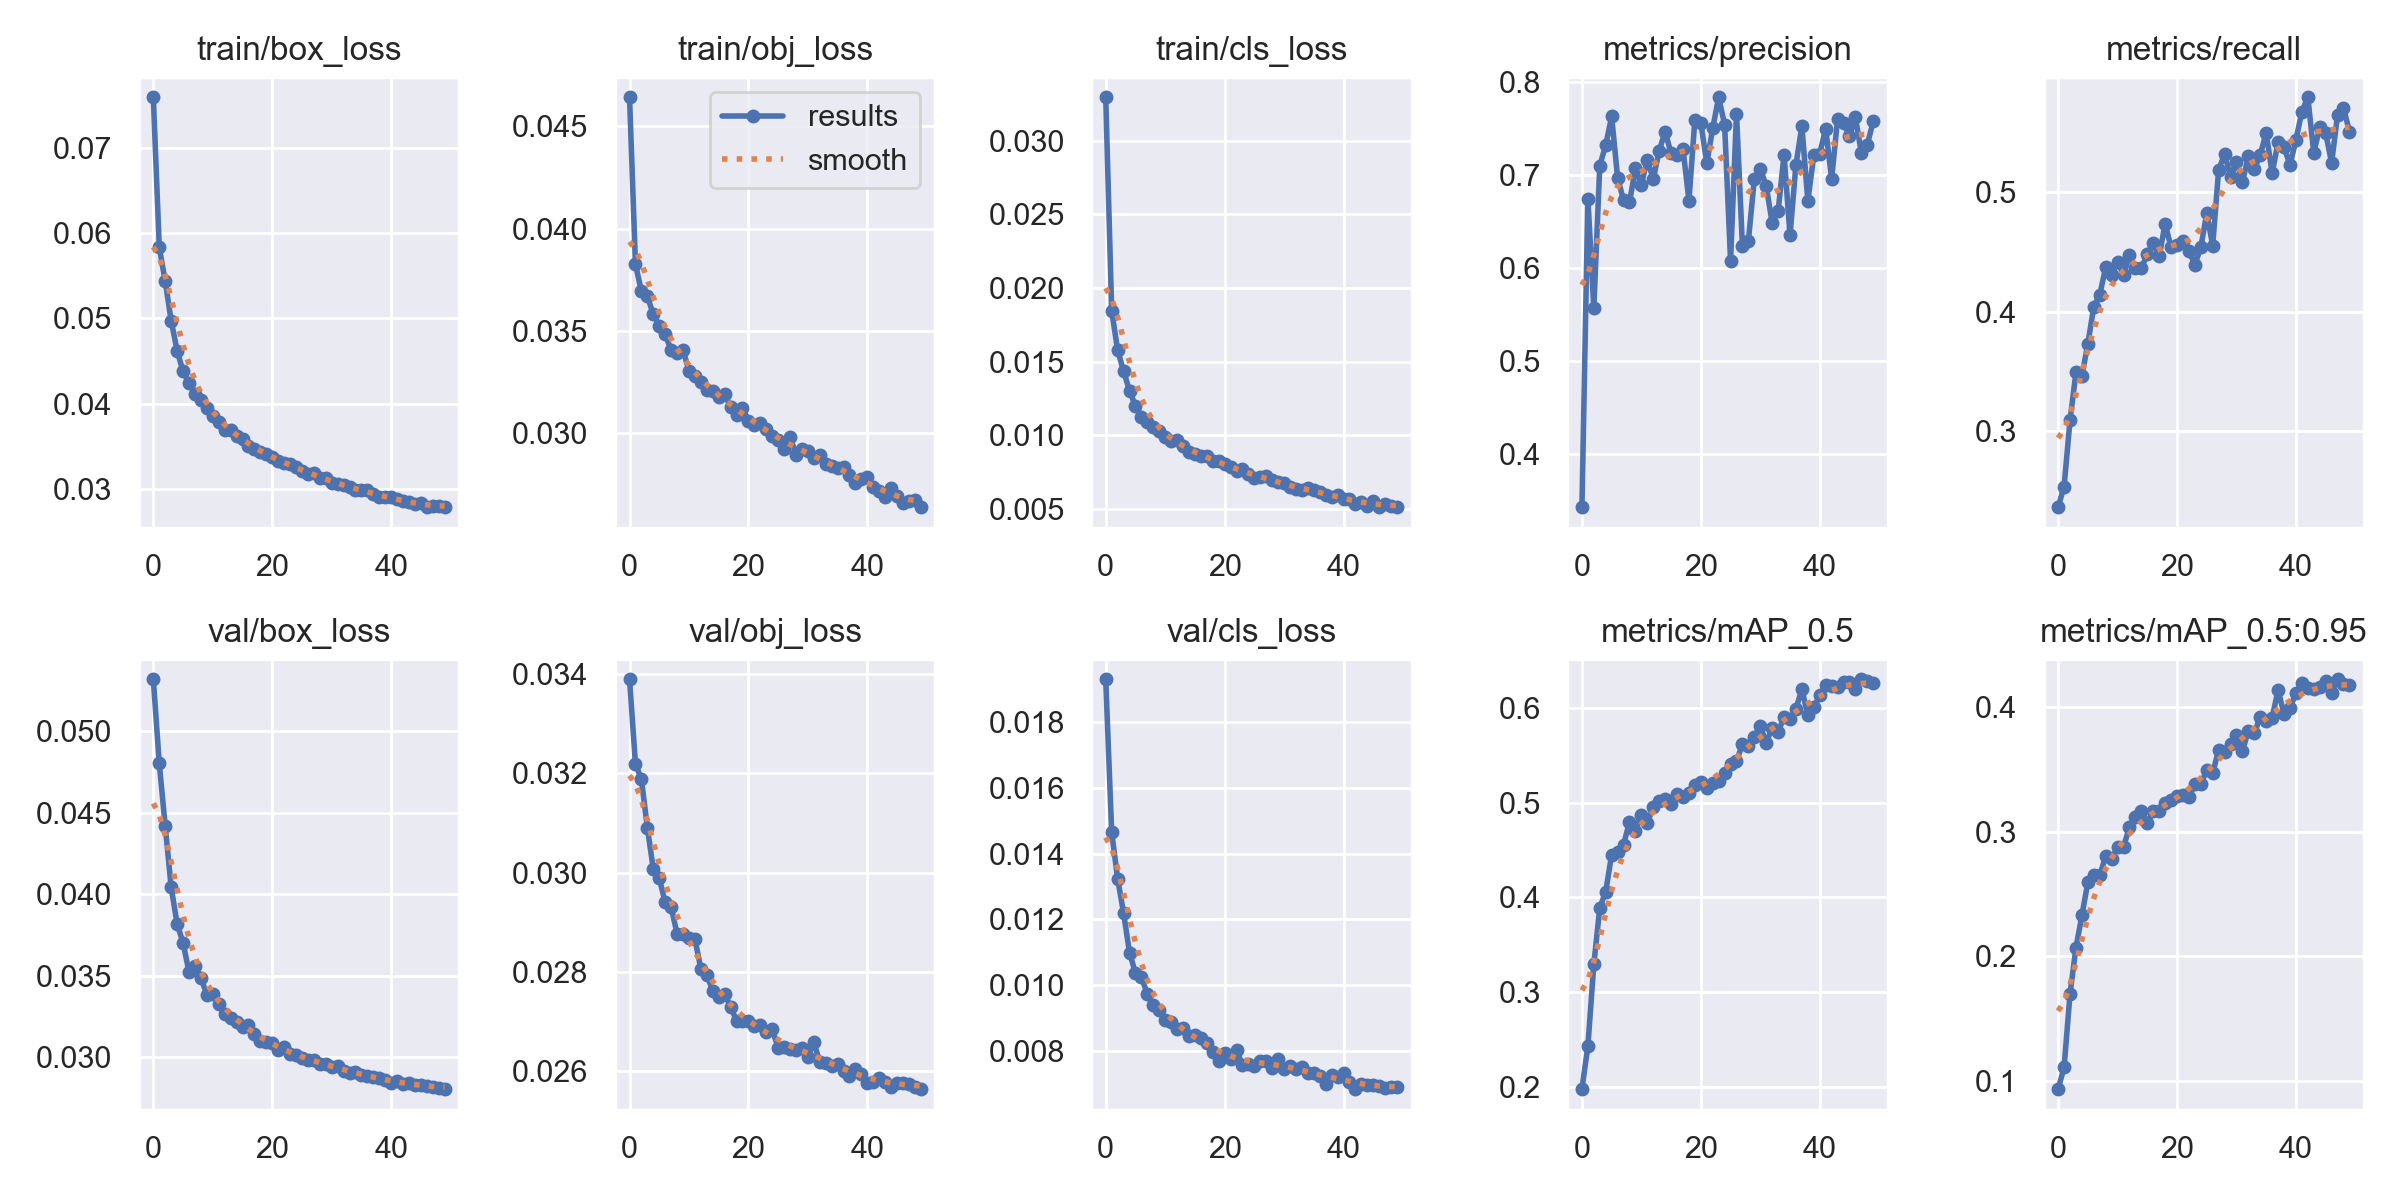 train/box_loss
0.07
0.06
0.05
0.04
0.03
0 20 40
train/obj_loss
results
smooth
0.045
0.040
0.035
0.030
0 20 40
train/cls_loss
0.030
0.025
0.020
0.015
0.010
0.005
0 20 40
metrics/precision
0.8
0.7
0.6
0.5
0.4
0 20 40
metrics/recall
0.5
0.4
0.3
0 20 40
val/box_loss
0.050
0.045
0.040
0.035
0.030
0 20 40
val/obj_loss
0.034
0.032
0.030
0.028
0.026
0 20 40
val/cls_loss
0.018
0.016
0.014
0.012
0.010
0.008
0 20 40
metrics/mAP_0.5
0.6
0.5
0.4
0.3
0.2
0 20 40
metrics/mAP_0.5:0.95
0.4
0.3
0.2
0.1
0 20 40